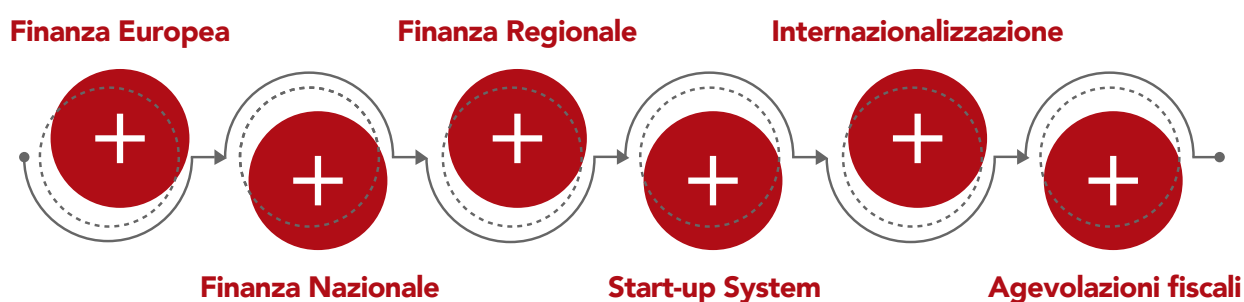 Finanza Europea
Finanza Regionale
Internazionalizzazione
Finanza Nazionale
Start-up System
Agevolazioni fiscali